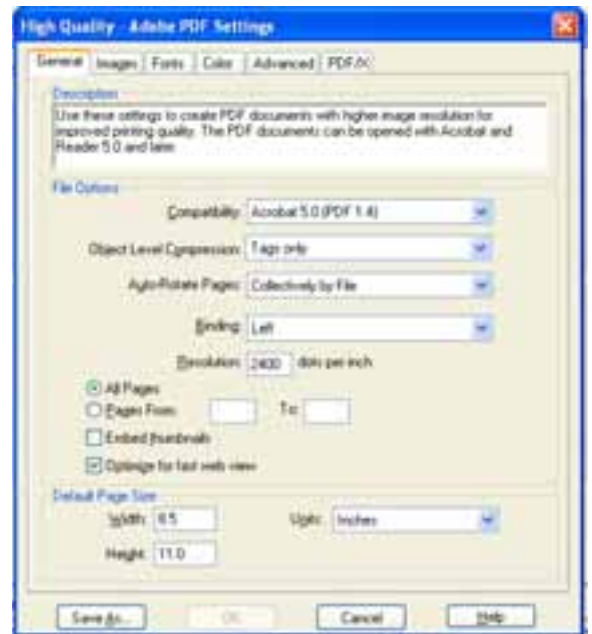 High Quality - Adobe PDF Settings
General Images Fonts Color Advanced PDF/X
Description
Use these settings to create PDF documents with higher image resolution for
improved printing quality. The PDF documents can be opened with Acrobat and
Reader 5.0 and later.
File Options
Compatibility: Acrobat 5.0 (PDF 1.4)
Object Level Compression: Tags only
Auto-Rotate Pages: Collectively by File
Binding: Left
Resolution: 2400 dots per inch
All Pages
Pages From: To:
Embed thumbnails
Optimize for fast web view
Default Page Size
Width: 8.5 Units: Inches
Height: 11.0
Save As... OK Cancel Help